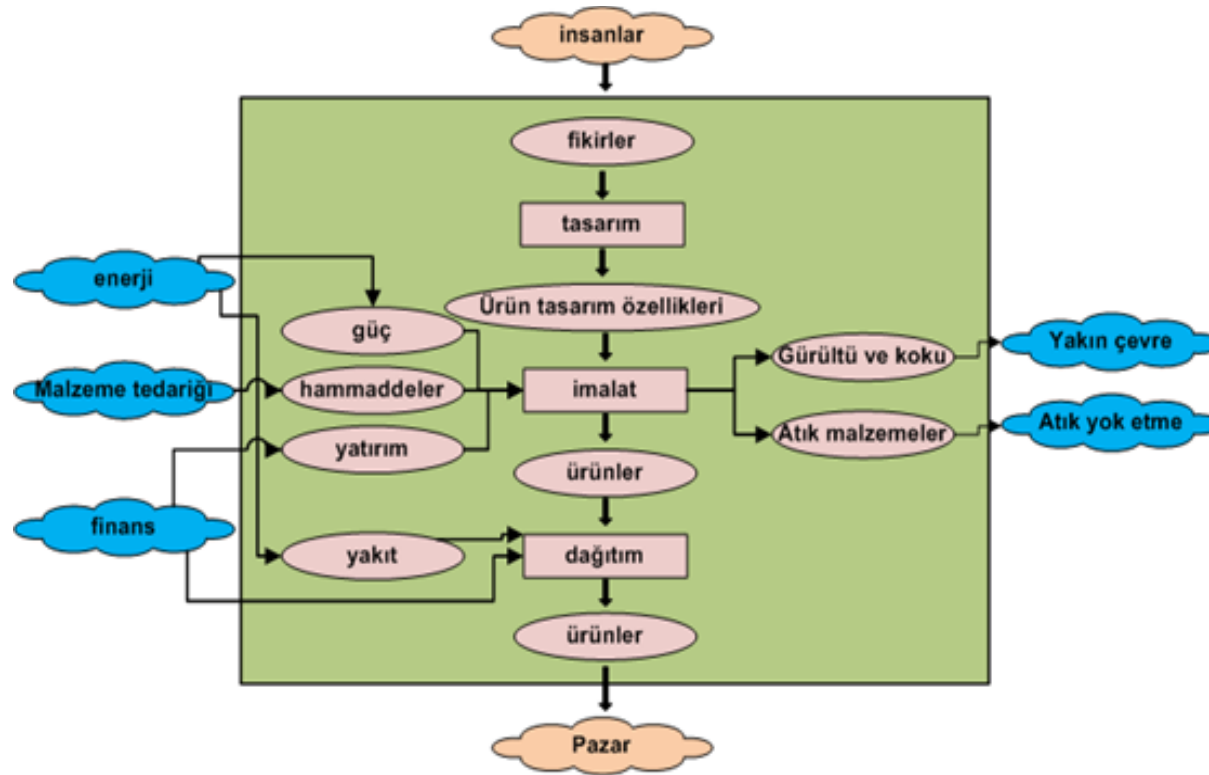 insanlar
fikirler
tasarım
enerji
Ürün tasarım özellikleri
güç
Gürültü ve koku
Yakın çevre
Malzeme tedariği
hammaddeler
imalat
yatırım
Atık malzemeler
Atık yok etme
ürünler
finans
yakıt
dağıtım
ürünler
Pazar